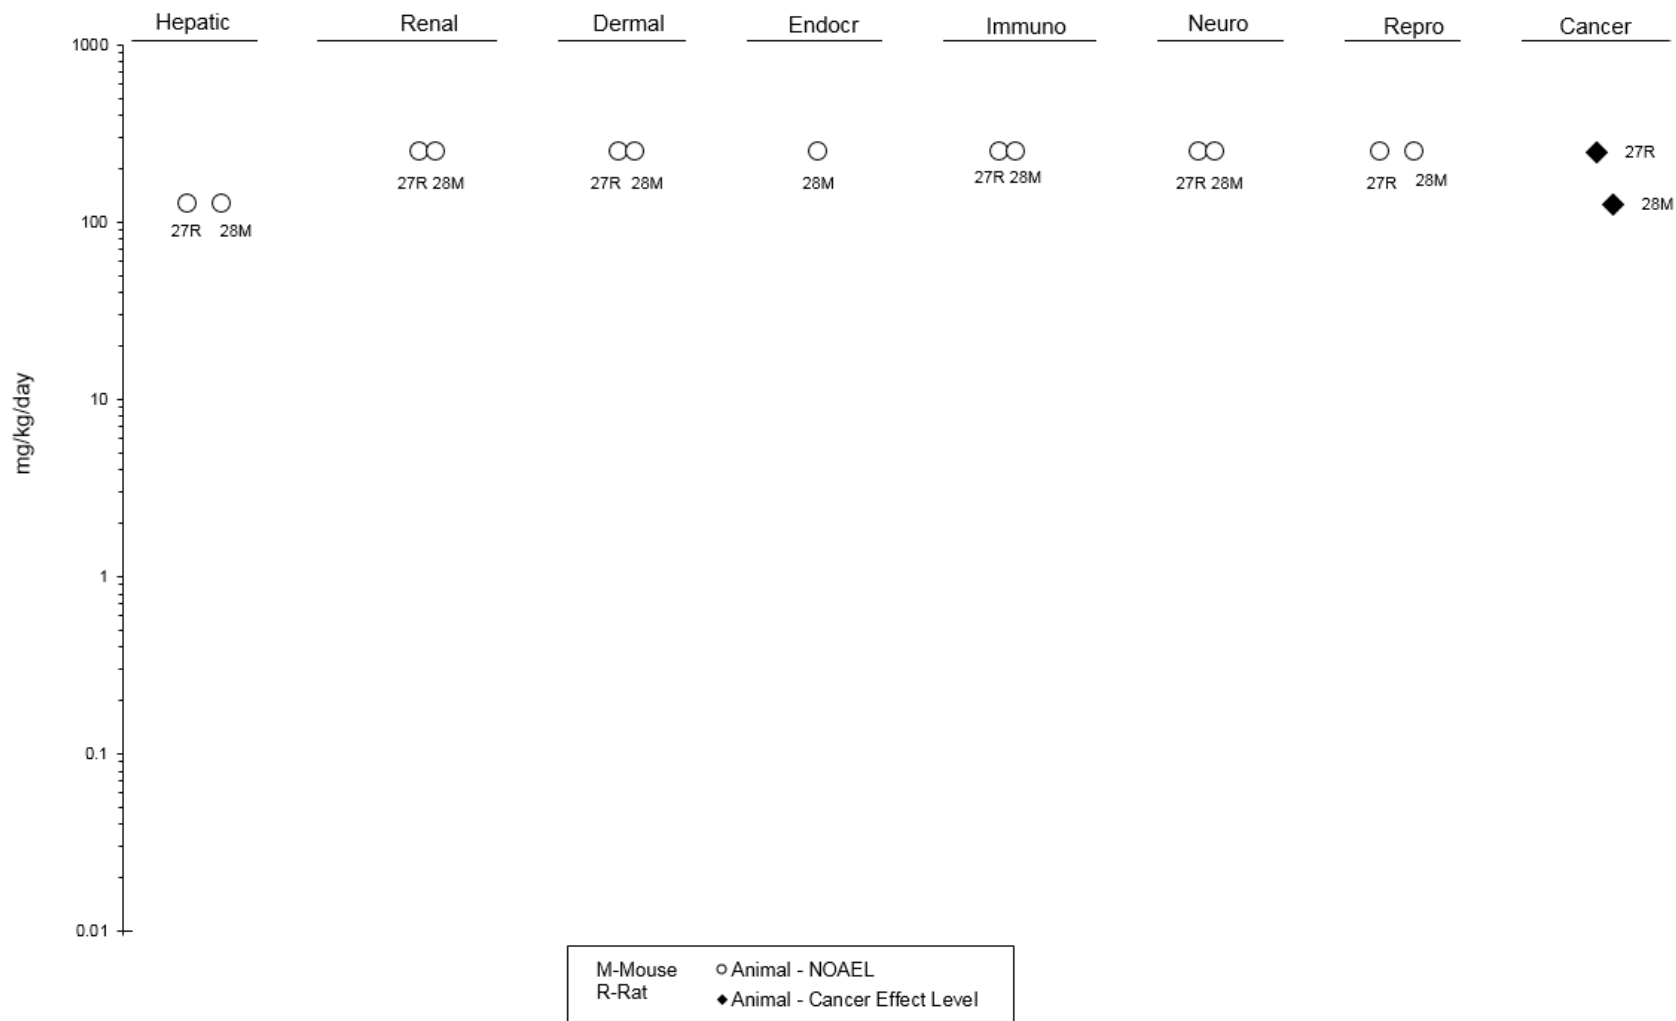 Hepatic Renal Dermal Endocr Immuno Neuro Repro Cancer
1000
27R 28M 27R 28M 28M 27R 28M 27R 28M 27R 28M 27R
27R 28M 28M
100
mg/kg/day
10
1
0.1
0.01
M-Mouse Animal - NOAEL
R-Rat Animal - Cancer Effect Level